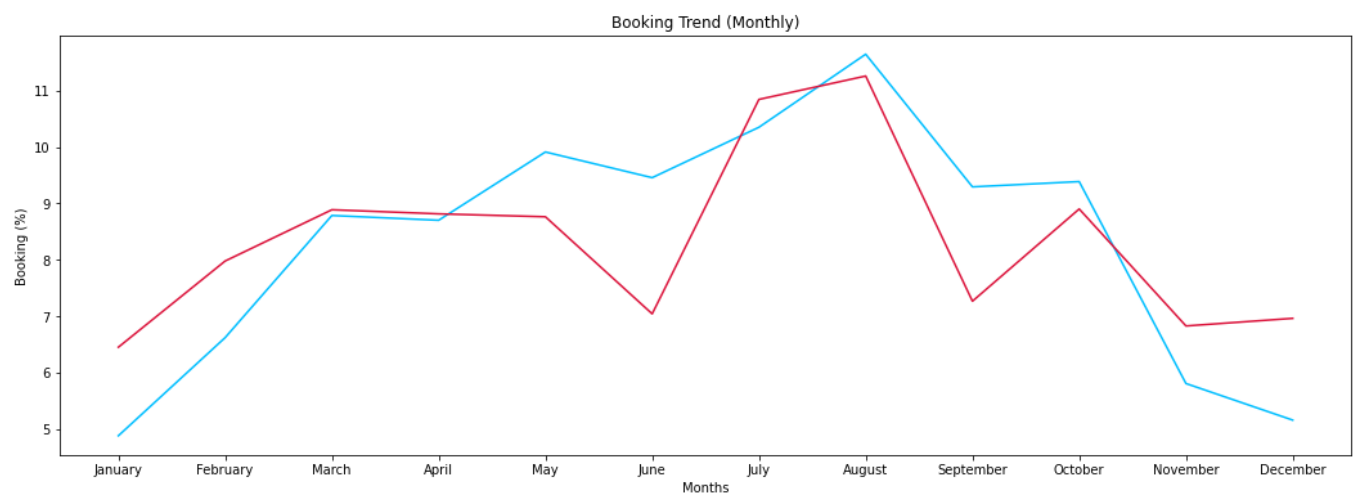 Booking Trend (Monthly)
Booking (%)
11
10
9
8
7
6
5
January February March April May June July August September October November December
Months